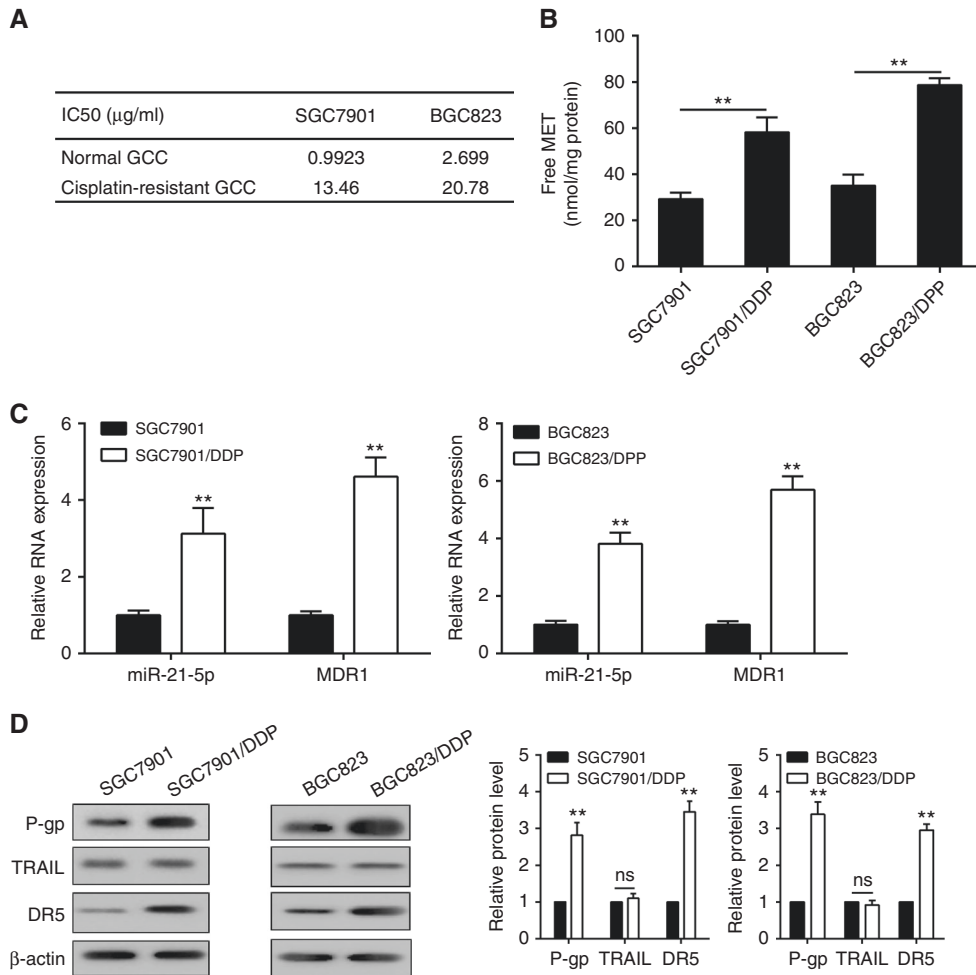 A
IC50 (μg/ml) SGC7901 BGC823
Normal GCC 0.9923 2.699
Cisplatin-resistant GCC 13.46 20.78
B
Free MET
(nmol/mg protein)
100
80
60
40
20
0
**
**
SGC7901
SGC7901/DDP
BGC823
BGC823/DPP
C
Relative RNA expression
6
4
2
0
SGC7901
SGC7901/DDP
**
**
miR-21-5p MDR1
Relative RNA expression
8
6
4
2
0
BGC823
BGC823/DPP
**
**
miR-21-5p MDR1
D
SGC7901
SGC7901/DDP
BGC823
BGC823/DDP
P-gp
TRAIL
DR5
β-actin
Relative protein level
5
4
3
2
1
0
SGC7901
SGC7901/DDP
**
ns
**
P-gp TRAIL DR5
Relative protein level
5
4
3
2
1
0
BGC823
BGC823/DDP
**
ns
**
P-gp TRAIL DR5